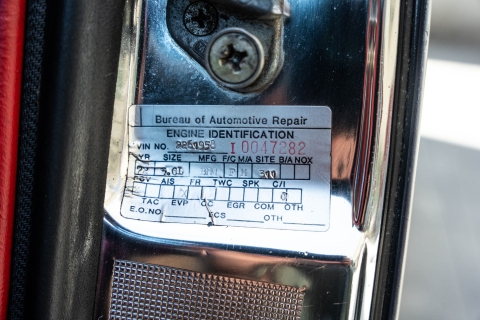 Bureau of Automotive Repair
ENGINE IDENTIFICATION
VIN NO. I 0047282
YR SIZE MFG F/C M/A SITE B/A NOX
AIS FR TWC SPK C/I
TAC EVP OC EGR COM OTH
E.O.NO. ECS OTH